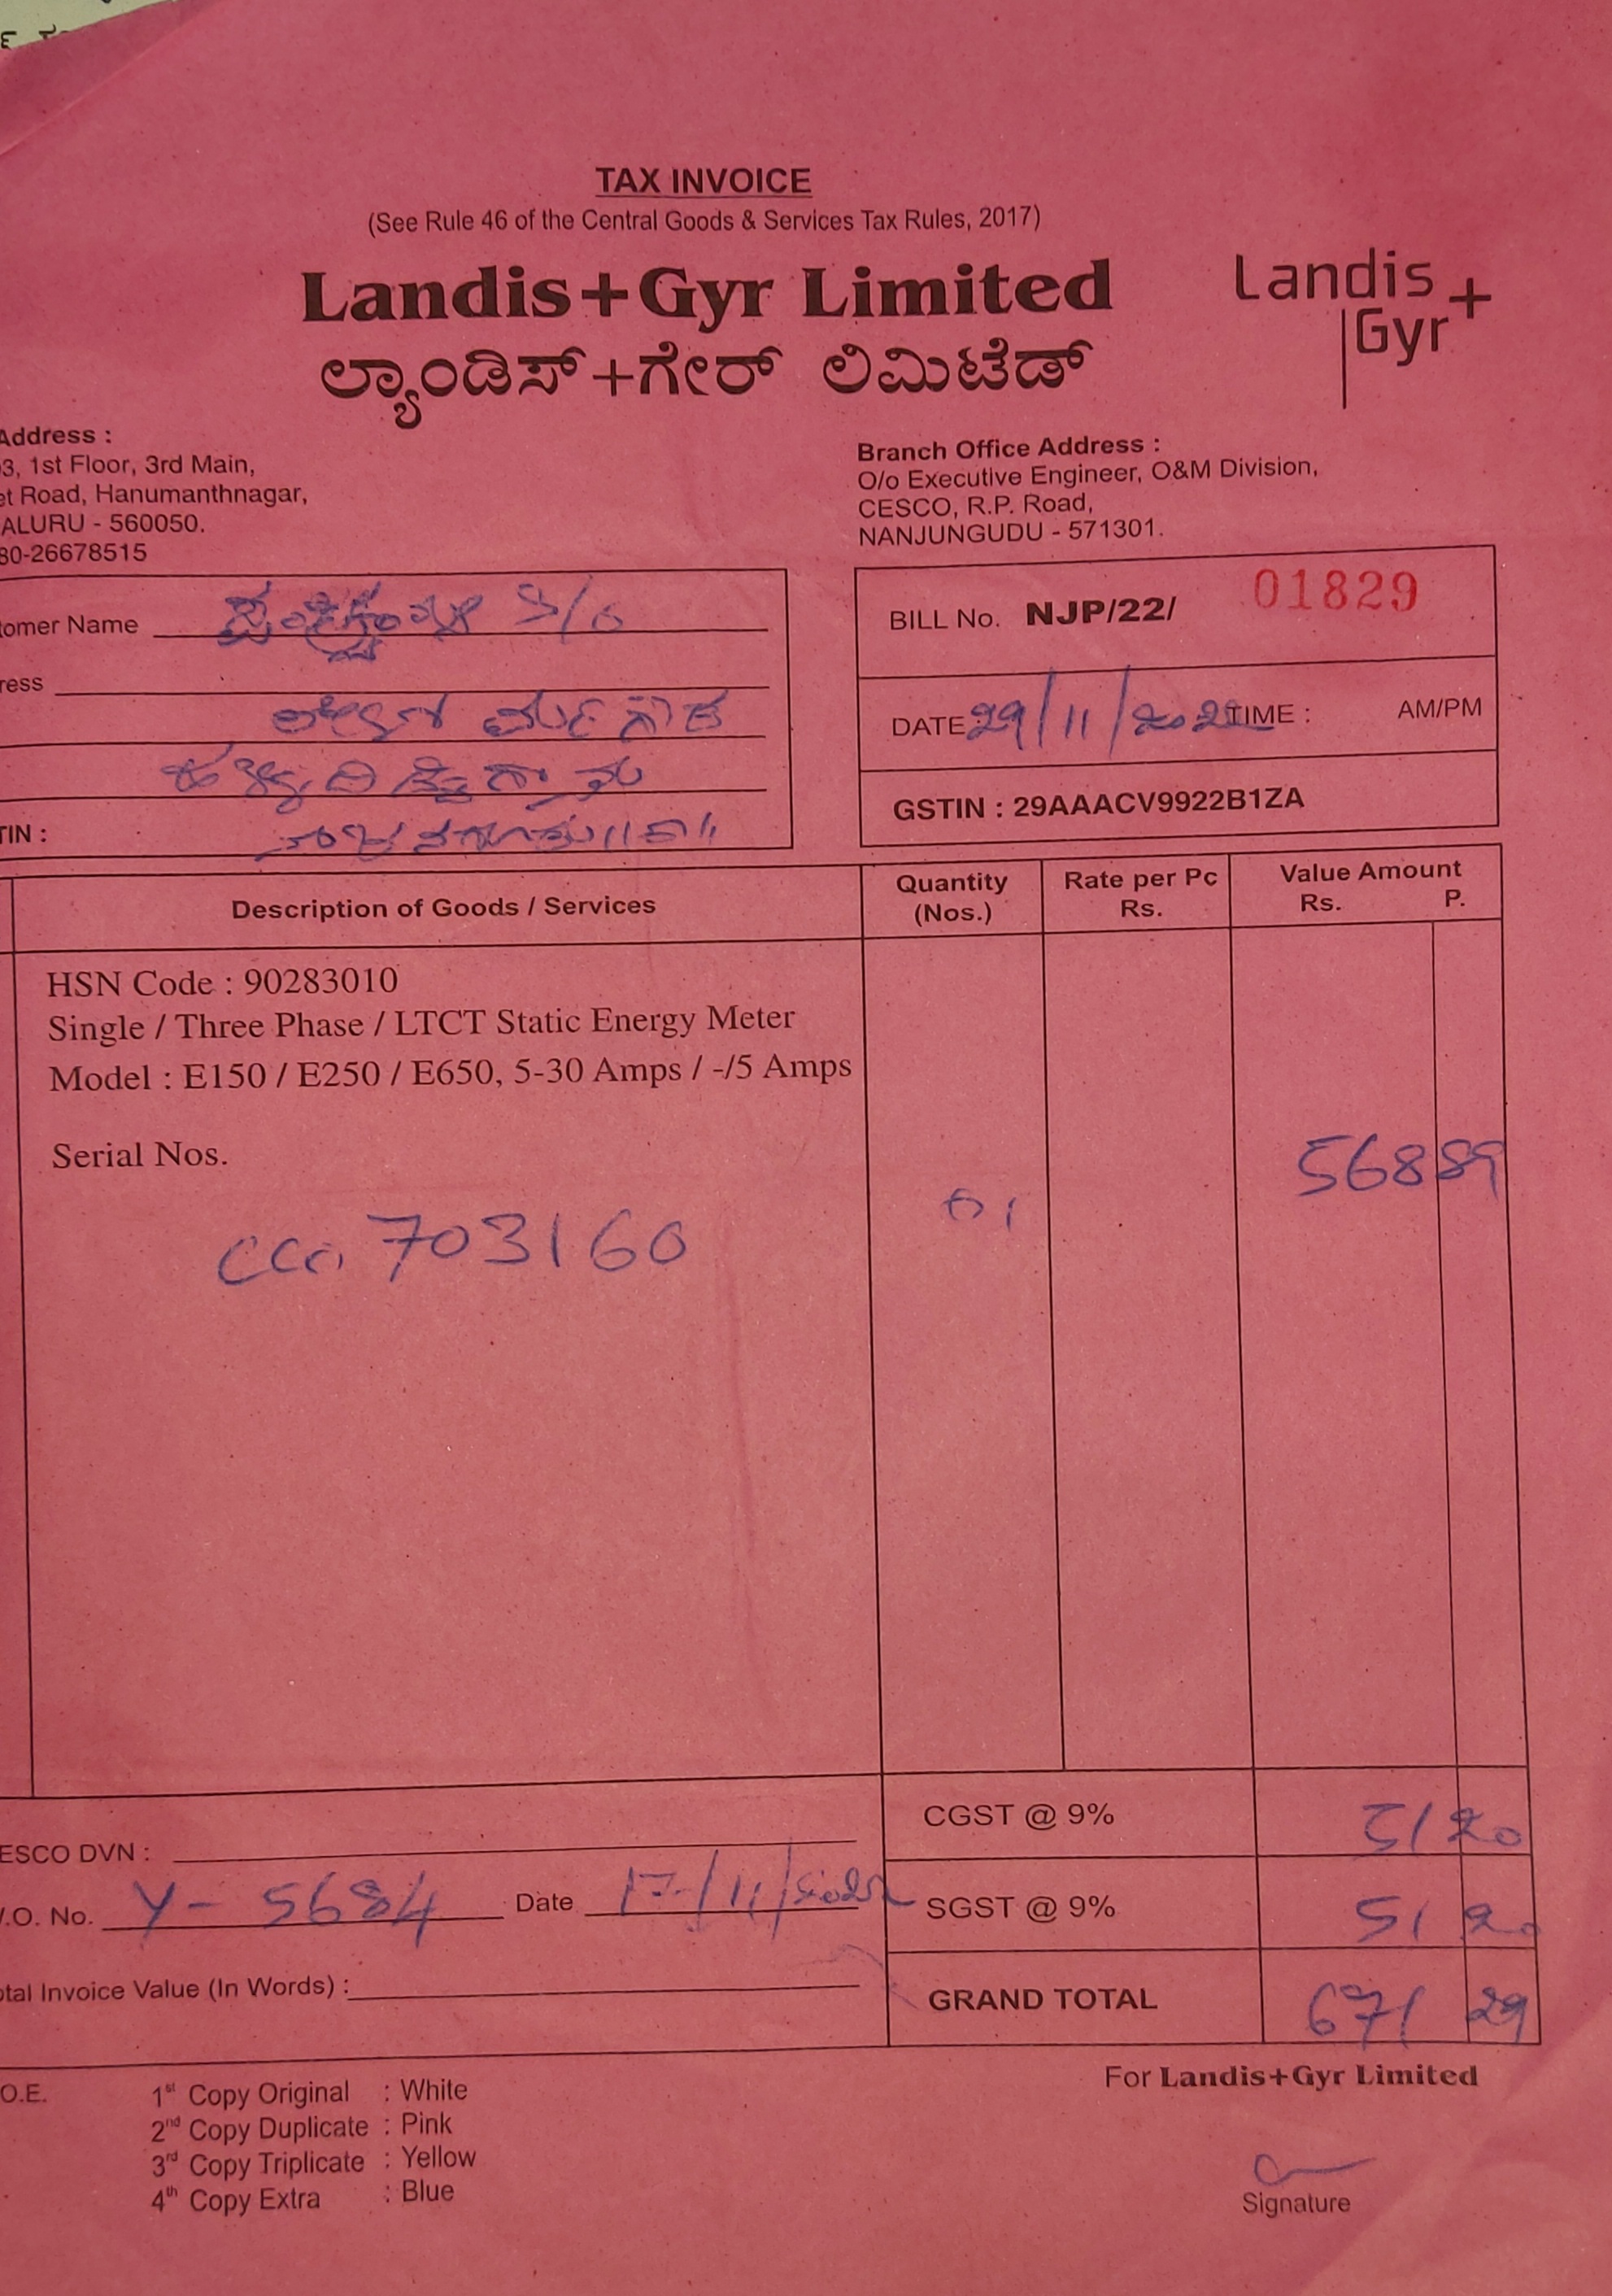 TAX INVOICE
(See Rule 46 of the Central Goods & Services Tax Rules, 2017)
Landis+Gyr Limited
ಲ್ಯಾಂಡಿಸ್+ಗೇರ್ ಲಿಮಿಟೆಡ್
Landis
Gyr+
Address :
3, 1st Floor, 3rd Main,
et Road, Hanumanthnagar,
ALURU - 560050.
80-26678515
Branch Office Address :
O/o Executive Engineer, O&M Division,
CESCO, R.P. Road,
NANJUNGUDU - 571301.
tomer Name S/o
ress
TIN :
BILL No. NJP/22/ 01829
DATE 29/11/2022 TIME : AM/PM
GSTIN : 29AAACV9922B1ZA
Description of Goods / Services
Quantity (Nos.)
Rate per Pc Rs.
Value Amount
Rs. P.
HSN Code : 90283010
Single / Three Phase / LTCT Static Energy Meter
Model : E150 / E250 / E650, 5-30 Amps / -/5 Amps
Serial Nos.
703160
01
568 89
CGST @ 9% 51 20
ESCO DVN :
.O. No. Y- 5684 Date 17/11/2022
SGST @ 9% 51 20
otal Invoice Value (In Words) :
GRAND TOTAL 671 29
.O.E.
1st Copy Original : White
2nd Copy Duplicate : Pink
3rd Copy Triplicate : Yellow
4th Copy Extra : Blue
For Landis+Gyr Limited
Signature